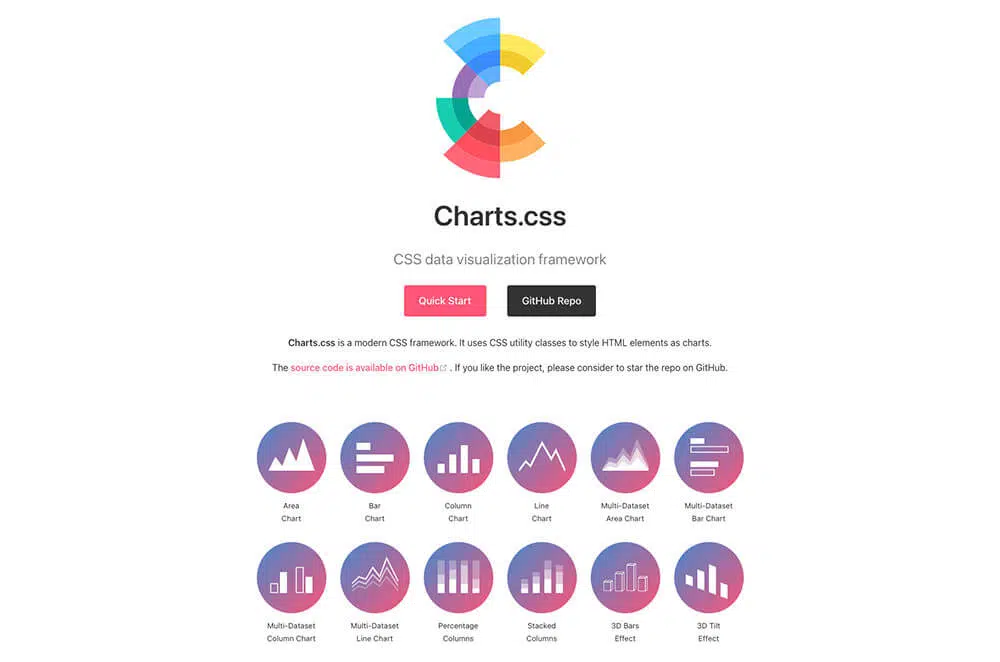 Charts.css
CSS data visualization framework
Quick Start
GitHub Repo
Charts.css is a modern CSS framework. It uses CSS utility classes to style HTML elements as charts.
The source code is available on GitHub . If you like the project, please consider to star the repo on GitHub.
Area
Chart
Bar
Chart
Column
Chart
Line
Chart
Multi-Dataset
Area Chart
Multi-Dataset
Bar Chart
Multi-Dataset
Column Chart
Multi-Dataset
Line Chart
Percentage
Columns
Stacked
Columns
3D Bars
Effect
3D Tilt
Effect